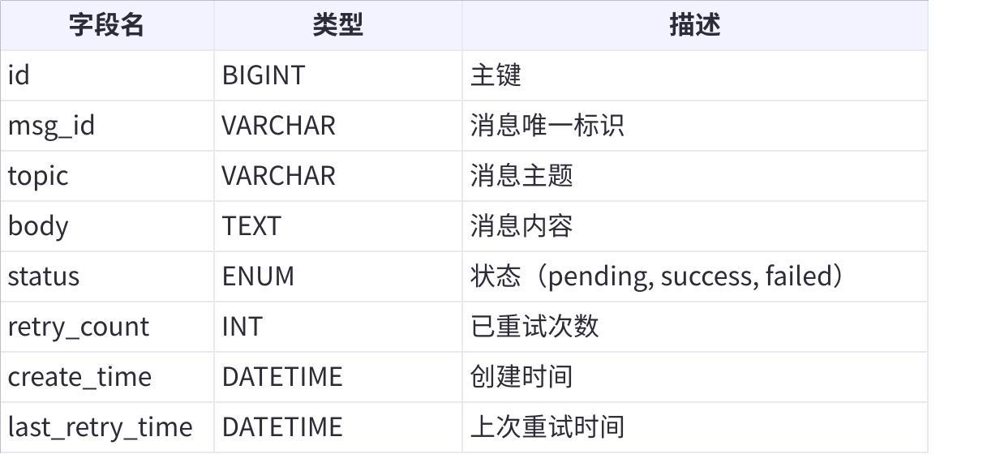 字段名 类型 描述
id BIGINT 主键
msg_id VARCHAR 消息唯一标识
topic VARCHAR 消息主题
body TEXT 消息内容
status ENUM 状态（pending, success, failed）
retry_count INT 已重试次数
create_time DATETIME 创建时间
last_retry_time DATETIME 上次重试时间